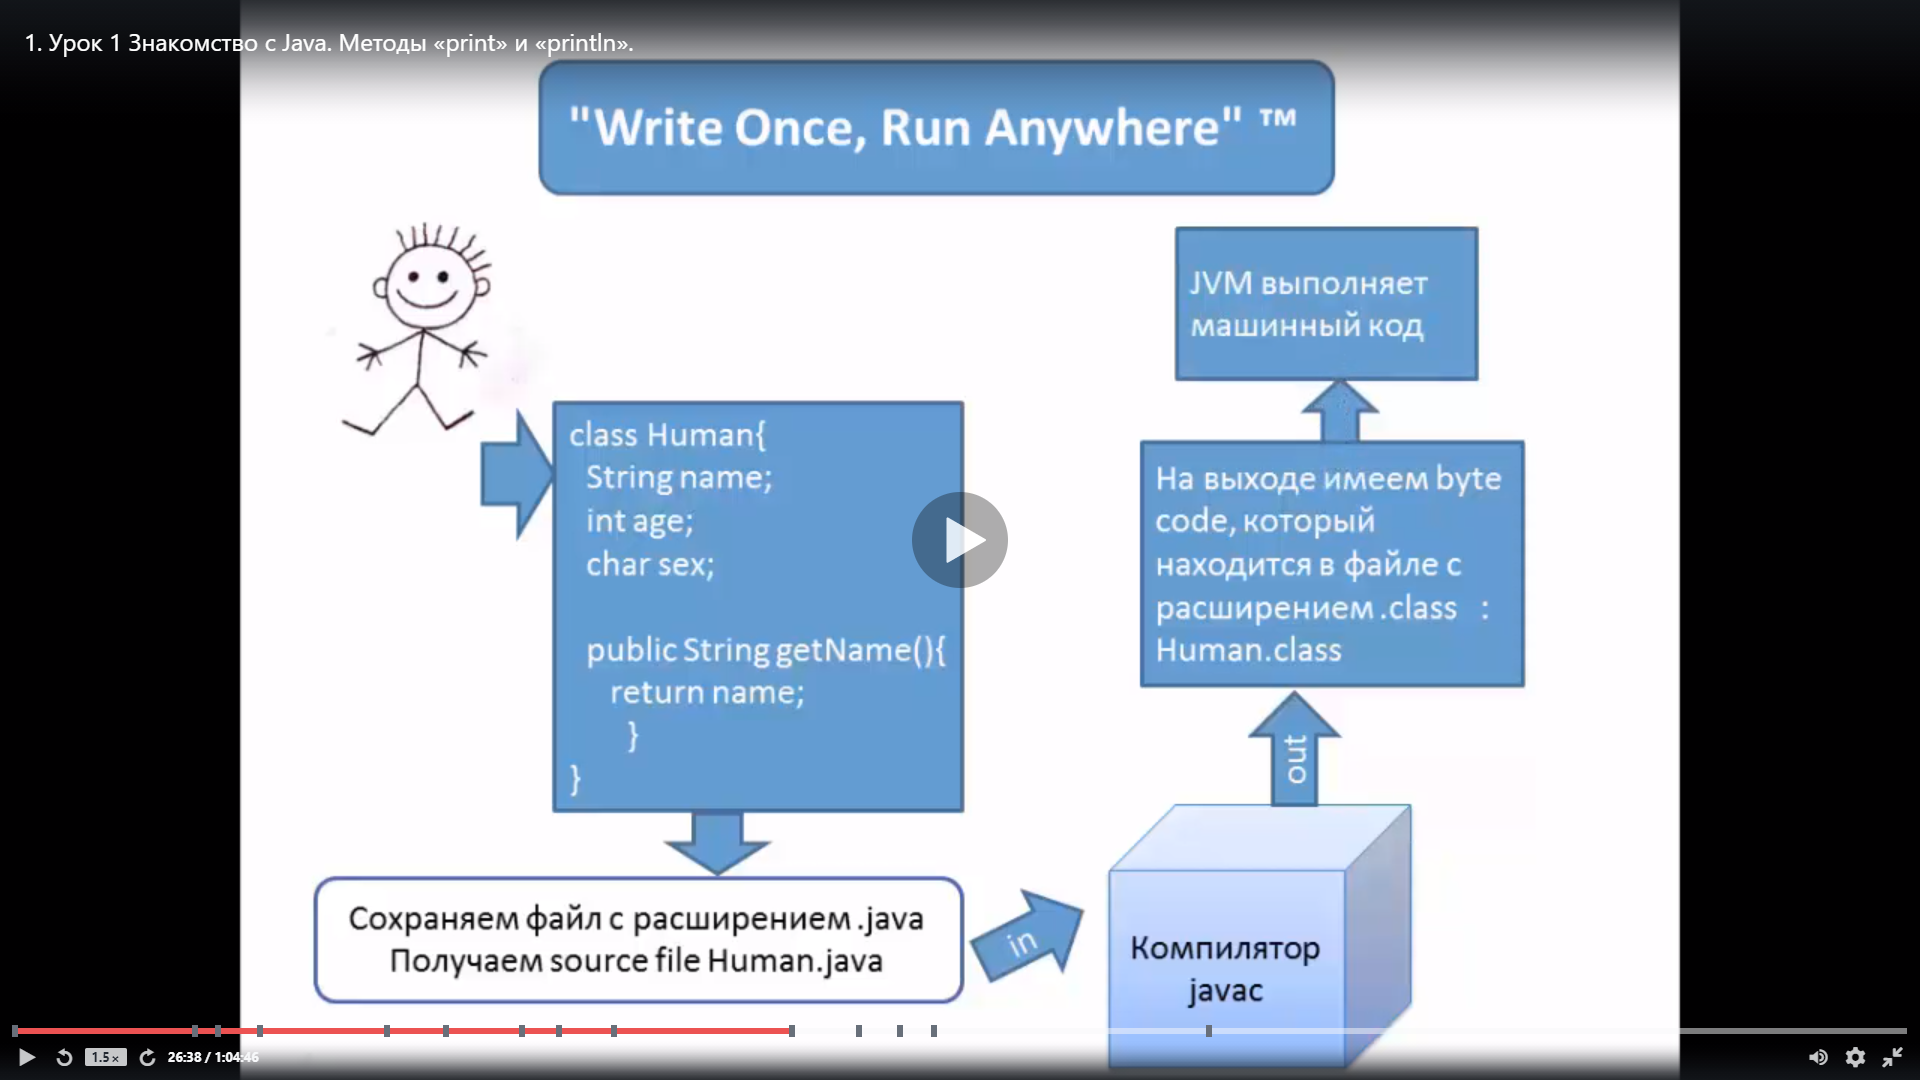 1. Урок 1 Знакомство с Java. Методы «print» и «println».
"Write Once, Run Anywhere" ™
class Human{
String name;
int age;
char sex;
public String getName(){
return name;
}
}
Сохраняем файл с расширением .java
Получаем source file Human.java
in
Компилятор
javac
out
На выходе имеем byte
code, который
находится в файле с
расширением .class :
Human.class
JVM выполняет
машинный код
1.5×
26:38 / 1:04:46